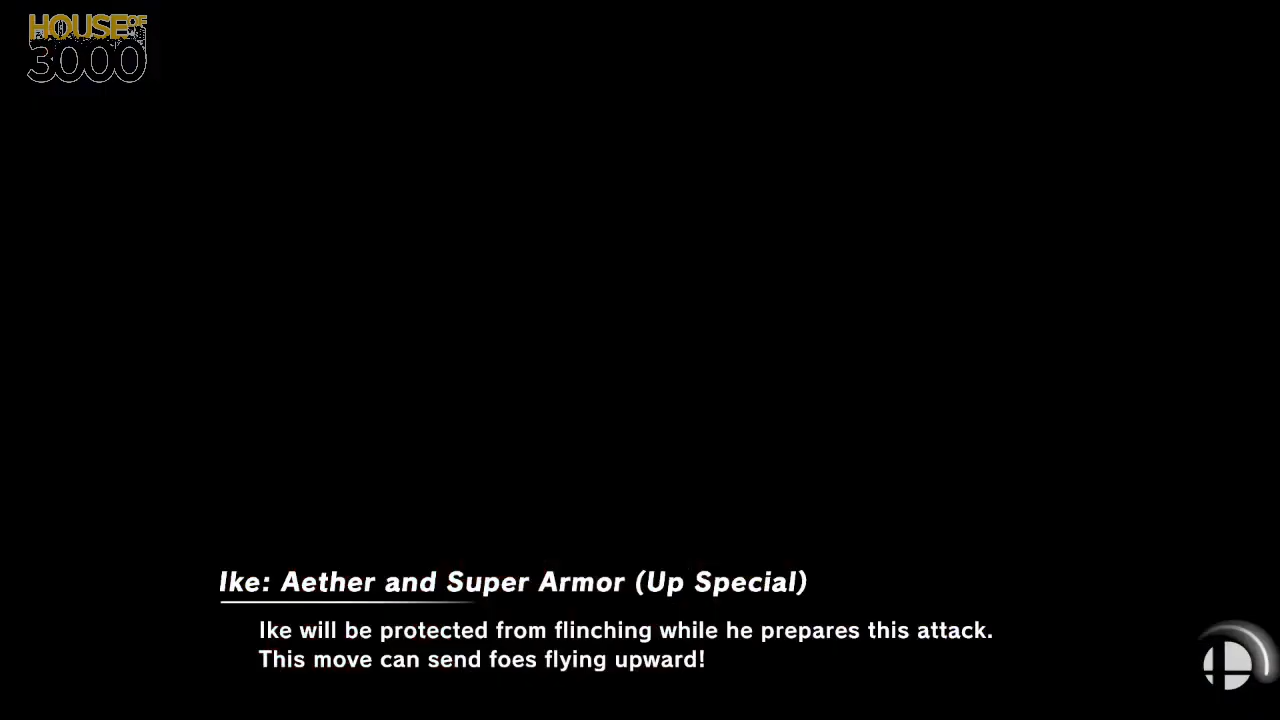 HOUSE OF
3000
Ike: Aether and Super Armor (Up Special)
Ike will be protected from flinching while he prepares this attack.
This move can send foes flying upward!